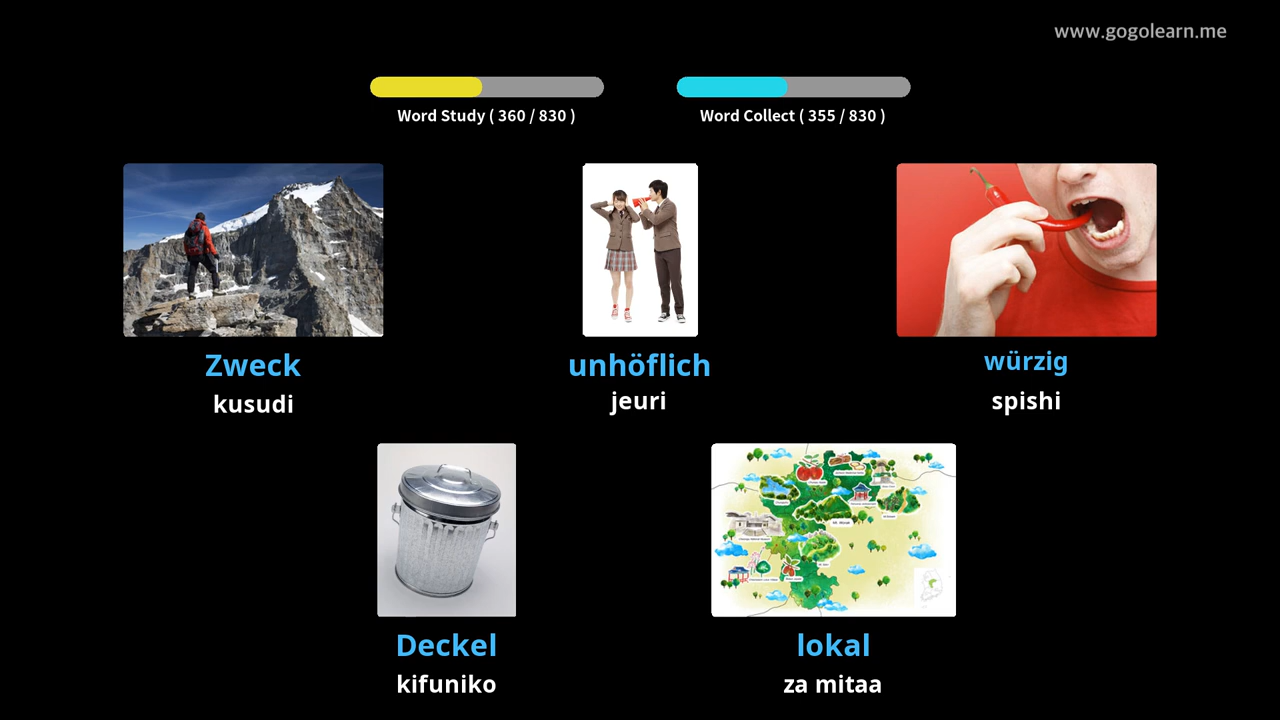 www.gogolearn.me
Word Study ( 360 / 830 )
Word Collect ( 355 / 830 )
Zweck
kusudi
unhöflich
jeuri
würzig
spishi
Deckel
kifuniko
lokal
za mitaa